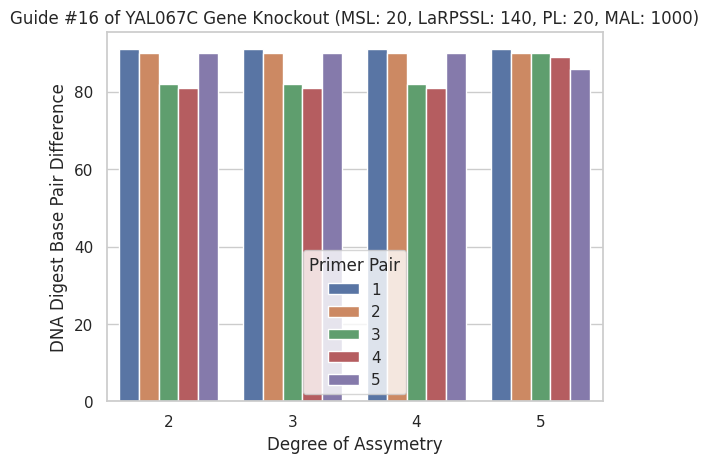 Guide #16 of YAL067C Gene Knockout (MSL: 20, LaRPSSL: 140, PL: 20, MAL: 1000)
DNA Digest Base Pair Difference
80
60
40
20
0
Primer Pair
1
2
3
4
5
2 3 4 5
Degree of Assymetry